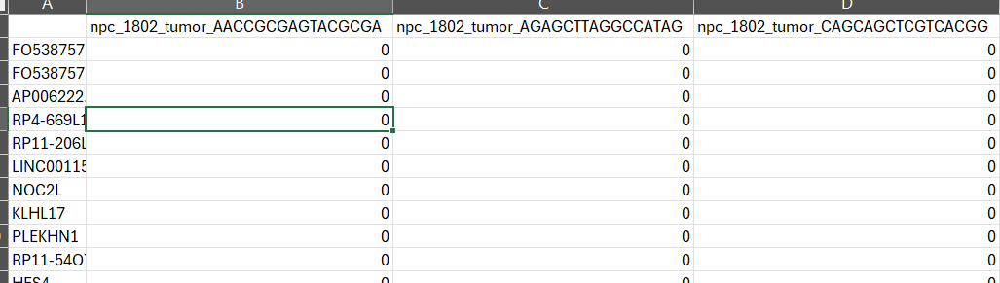 A B C D
npc_1802_tumor_AACCGCGAGTACGCGA npc_1802_tumor_AGAGCTTAGGCCATAG npc_1802_tumor_CAGCAGCTCGTCACGG
FO538757 0 0 0
FO538757 0 0 0
AP006222. 0 0 0
RP4-669L1 0 0 0
RP11-206L 0 0 0
LINC00115 0 0 0
NOC2L 0 0 0
KLHL17 0 0 0
PLEKHN1 0 0 0
RP11-54O 0 0 0
HES4 0 0 0